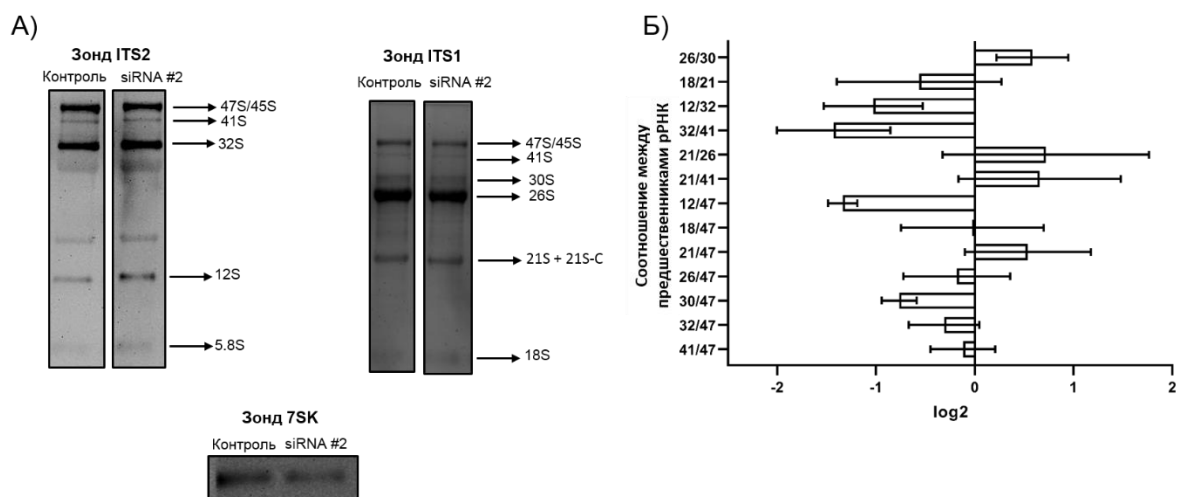 А)
Зонд ITS2
Контроль siRNA #2
47S/45S
41S
32S
12S
5.8S
Зонд ITS1
Контроль siRNA #2
47S/45S
41S
30S
26S
21S + 21S-C
18S
Зонд 7SK
Контроль siRNA #2
Б)
Соотношение между
предшественниками рРНК
26/30
18/21
12/32
32/41
21/26
21/41
12/47
18/47
21/47
26/47
30/47
32/47
41/47
-2 -1 0 1 2
log2